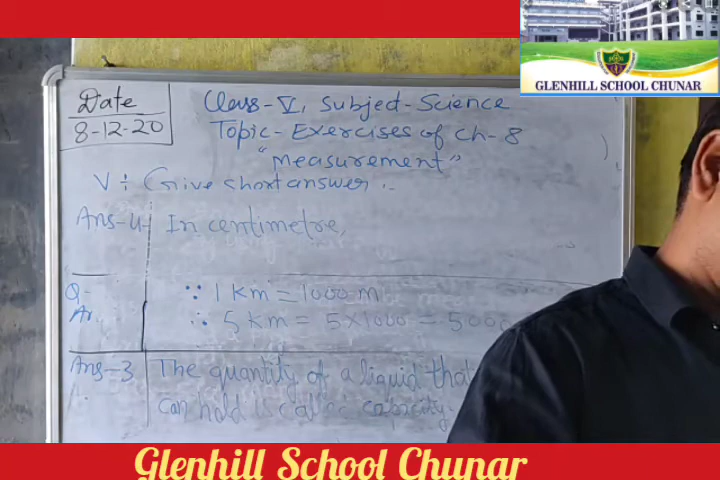 GLENHILL SCHOOL CHUNAR
Date
8-12-20
Class-V, Subject-Science
Topic-Exercises of Ch-8
"Measurement"
V ÷ Give short answer :-
Ans-4 In centimetre,
Q-
An.
∵ 1 Km = 1000 m
∴ 5 Km = 5×1000 = 5000
Ans-3 The quantity of a liquid that
can hold is called capacity.
Glenhill School Chunar